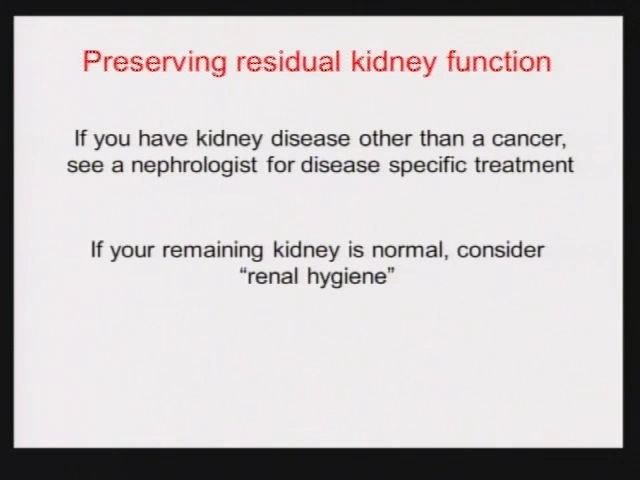 Preserving residual kidney function
If you have kidney disease other than a cancer,
see a nephrologist for disease specific treatment
If your remaining kidney is normal, consider
“renal hygiene”